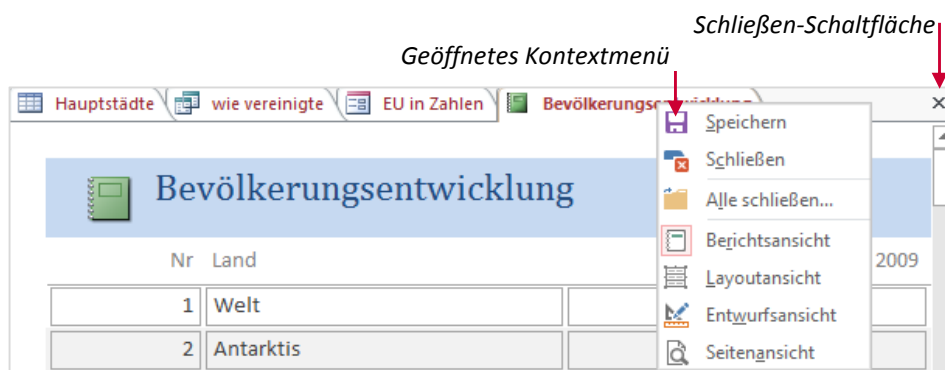 Schließen-Schaltfläche
Geöffnetes Kontextmenü
Hauptstädte wie vereinigte EU in Zahlen Bevölkerungsentwicklung
Speichern
Schließen
Bevölkerungsentwicklung
Alle schließen...
Berichtsansicht
Nr Land 2009
Layoutansicht
1 Welt
Entwurfsansicht
2 Antarktis
Seitenansicht